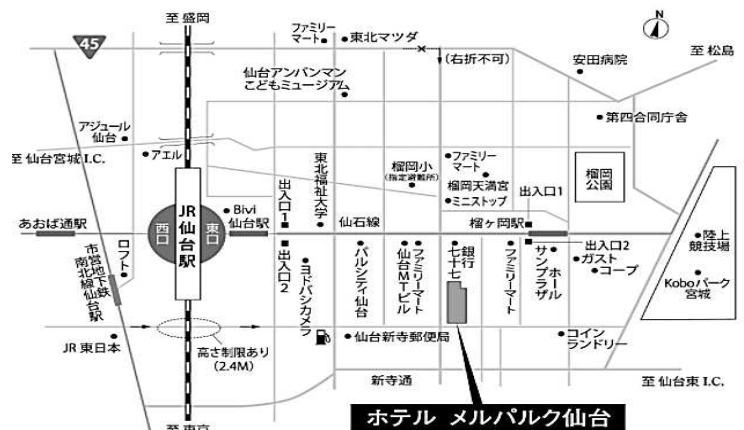 至 盛岡
45
ファミリー
マート
東北マツダ
(右折不可)
N
至 松島
安田病院
仙台アンパンマン
こどもミュージアム
第四合同庁舎
アジュール
仙台
アエル
至 仙台宮城 I.C.
東北福祉大学
榴岡小
(指定避難所)
ファミリー
マート
榴岡天満宮
ミニストップ
出入口1
榴岡
公園
出入口1
Bivi
仙台駅
あおば通駅
西口
JR仙台駅
東口
仙石線
榴ヶ岡駅
陸上
競技場
Koboパーク
宮城
出入口2
ガスト
コープ
市営地下鉄
南北線仙台駅
ロフト
出入口2
ヨドバシカメラ
パルシティ仙台
仙台MTビル
ファミリーマート
七十七
銀行
ファミリーマート
サンプラザ
ホール
JR東日本
高さ制限あり
(2.4M)
仙台新寺郵便局
コイン
ランドリー
新寺通
至 仙台東 I.C.
ホテル メルパルク仙台
至 東京